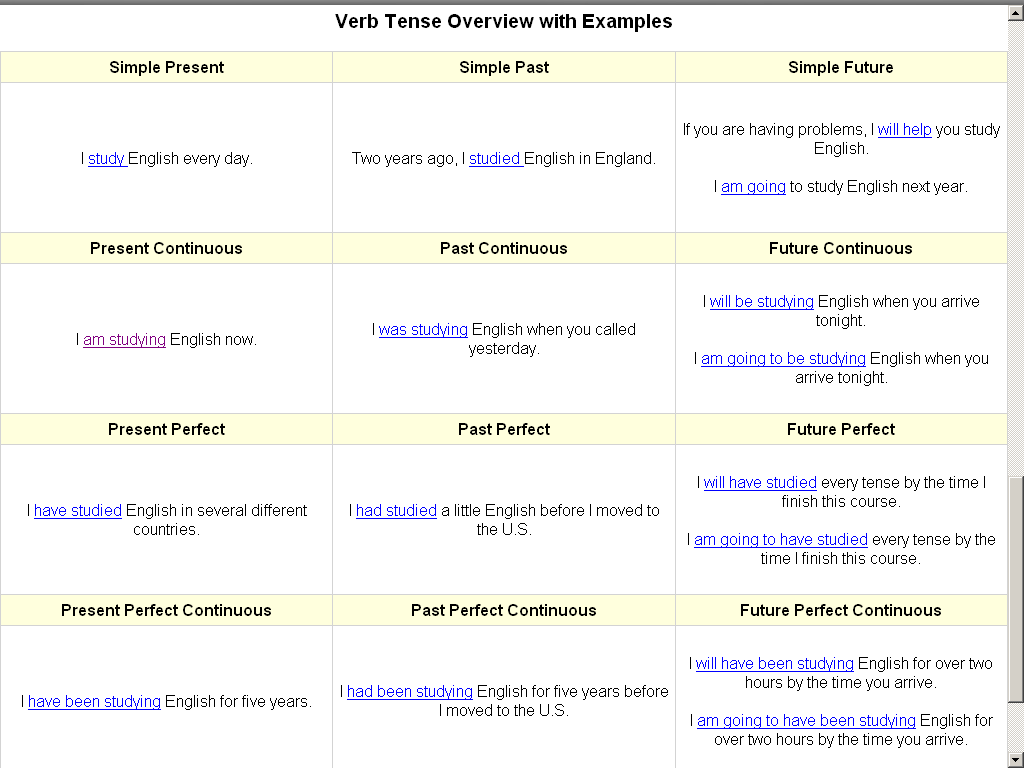 Verb Tense Overview with Examples
Simple Present
Simple Past
Simple Future
I study English every day.
Two years ago, I studied English in England.
If you are having problems, I will help you study
English.
I am going to study English next year.
Present Continuous
Past Continuous
Future Continuous
I am studying English now.
I was studying English when you called
yesterday.
I will be studying English when you arrive
tonight.
I am going to be studying English when you
arrive tonight.
Present Perfect
Past Perfect
Future Perfect
I have studied English in several different
countries.
I had studied a little English before I moved to
the U.S.
I will have studied every tense by the time I
finish this course.
I am going to have studied every tense by the
time I finish this course.
Present Perfect Continuous
Past Perfect Continuous
Future Perfect Continuous
I have been studying English for five years.
I had been studying English for five years before
I moved to the U.S.
I will have been studying English for over two
hours by the time you arrive.
I am going to have been studying English for
over two hours by the time you arrive.